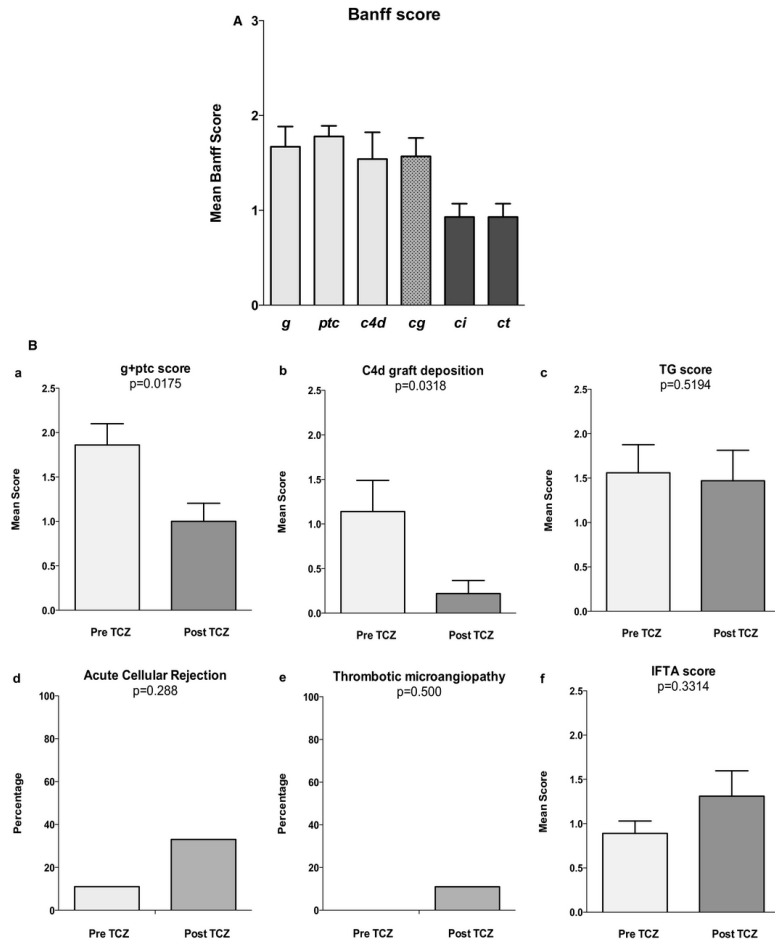 A
Banff score
Mean Banff Score
3
2
1
0
g ptc c4d cg ci ct
B
a
g+ptc score
p=0.0175
Mean Score
2.5
2.0
1.5
1.0
0.5
0.0
Pre TCZ Post TCZ
b
C4d graft deposition
p=0.0318
Mean Score
2.5
2.0
1.5
1.0
0.5
0.0
Pre TCZ Post TCZ
c
TG score
p=0.5194
Mean Score
2.5
2.0
1.5
1.0
0.5
0.0
Pre TCZ Post TCZ
d
Acute Cellular Rejection
p=0.288
Percentage
100
80
60
40
20
0
Pre TCZ Post TCZ
e
Thrombotic microangiopathy
p=0.500
Percentage
100
80
60
40
20
0
Pre TCZ Post TCZ
f
IFTA score
p=0.3314
Mean Score
2.5
2.0
1.5
1.0
0.5
0.0
Pre TCZ Post TCZ